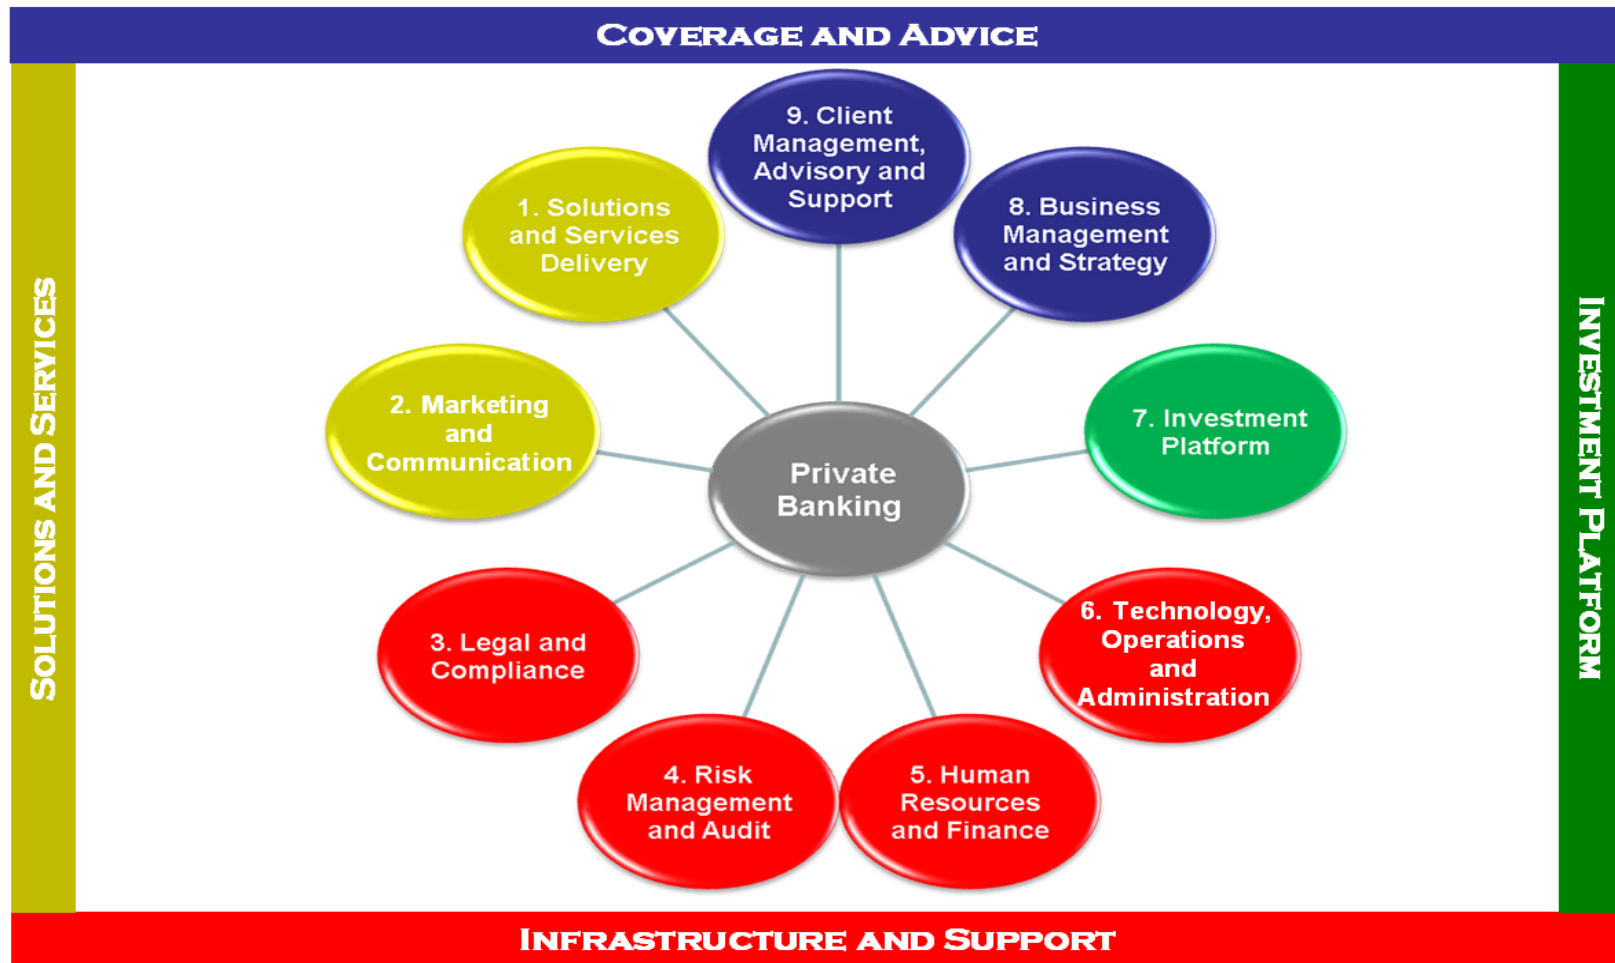 COVERAGE AND ADVICE
SOLUTIONS AND SERVICES
INVESTMENT PLATFORM
9. Client
Management,
Advisory and
Support
1. Solutions
and Services
Delivery
8. Business
Management
and Strategy
2. Marketing
and
Communication
7. Investment
Platform
Private
Banking
3. Legal and
Compliance
6. Technology,
Operations
and
Administration
4. Risk
Management
and Audit
5. Human
Resources
and Finance
INFRASTRUCTURE AND SUPPORT